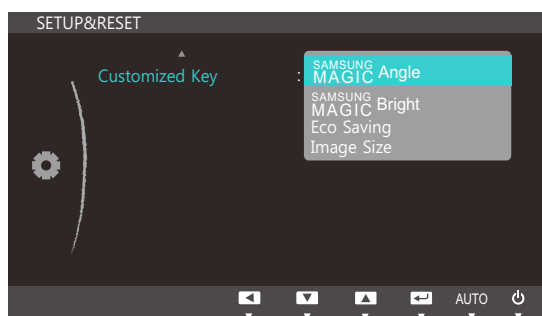 SETUP&RESET
Customized Key : SAMSUNG MAGIC Angle
SAMSUNG MAGIC Bright
Eco Saving
Image Size
AUTO